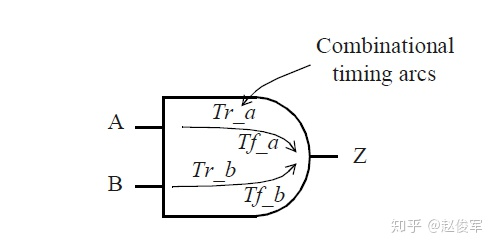 Combinational
timing arcs
A
Tr_a
Tf_a
Z
B
Tr_b
Tf_b
知乎 @赵俊军